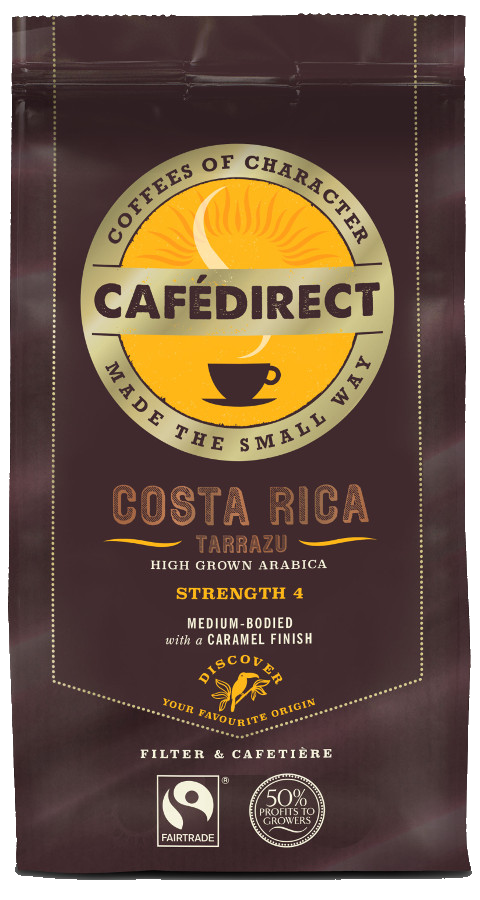 COFFEES OF CHARACTER
CAFÉDIRECT
MADE THE SMALL WAY
COSTA RICA
TARRAZU
HIGH GROWN ARABICA
STRENGTH 4
MEDIUM-BODIED
with a CARAMEL FINISH
DISCOVER
YOUR FAVOURITE ORIGIN
FILTER & CAFETIÈRE
®
FAIRTRADE
50%
PROFITS TO
GROWERS